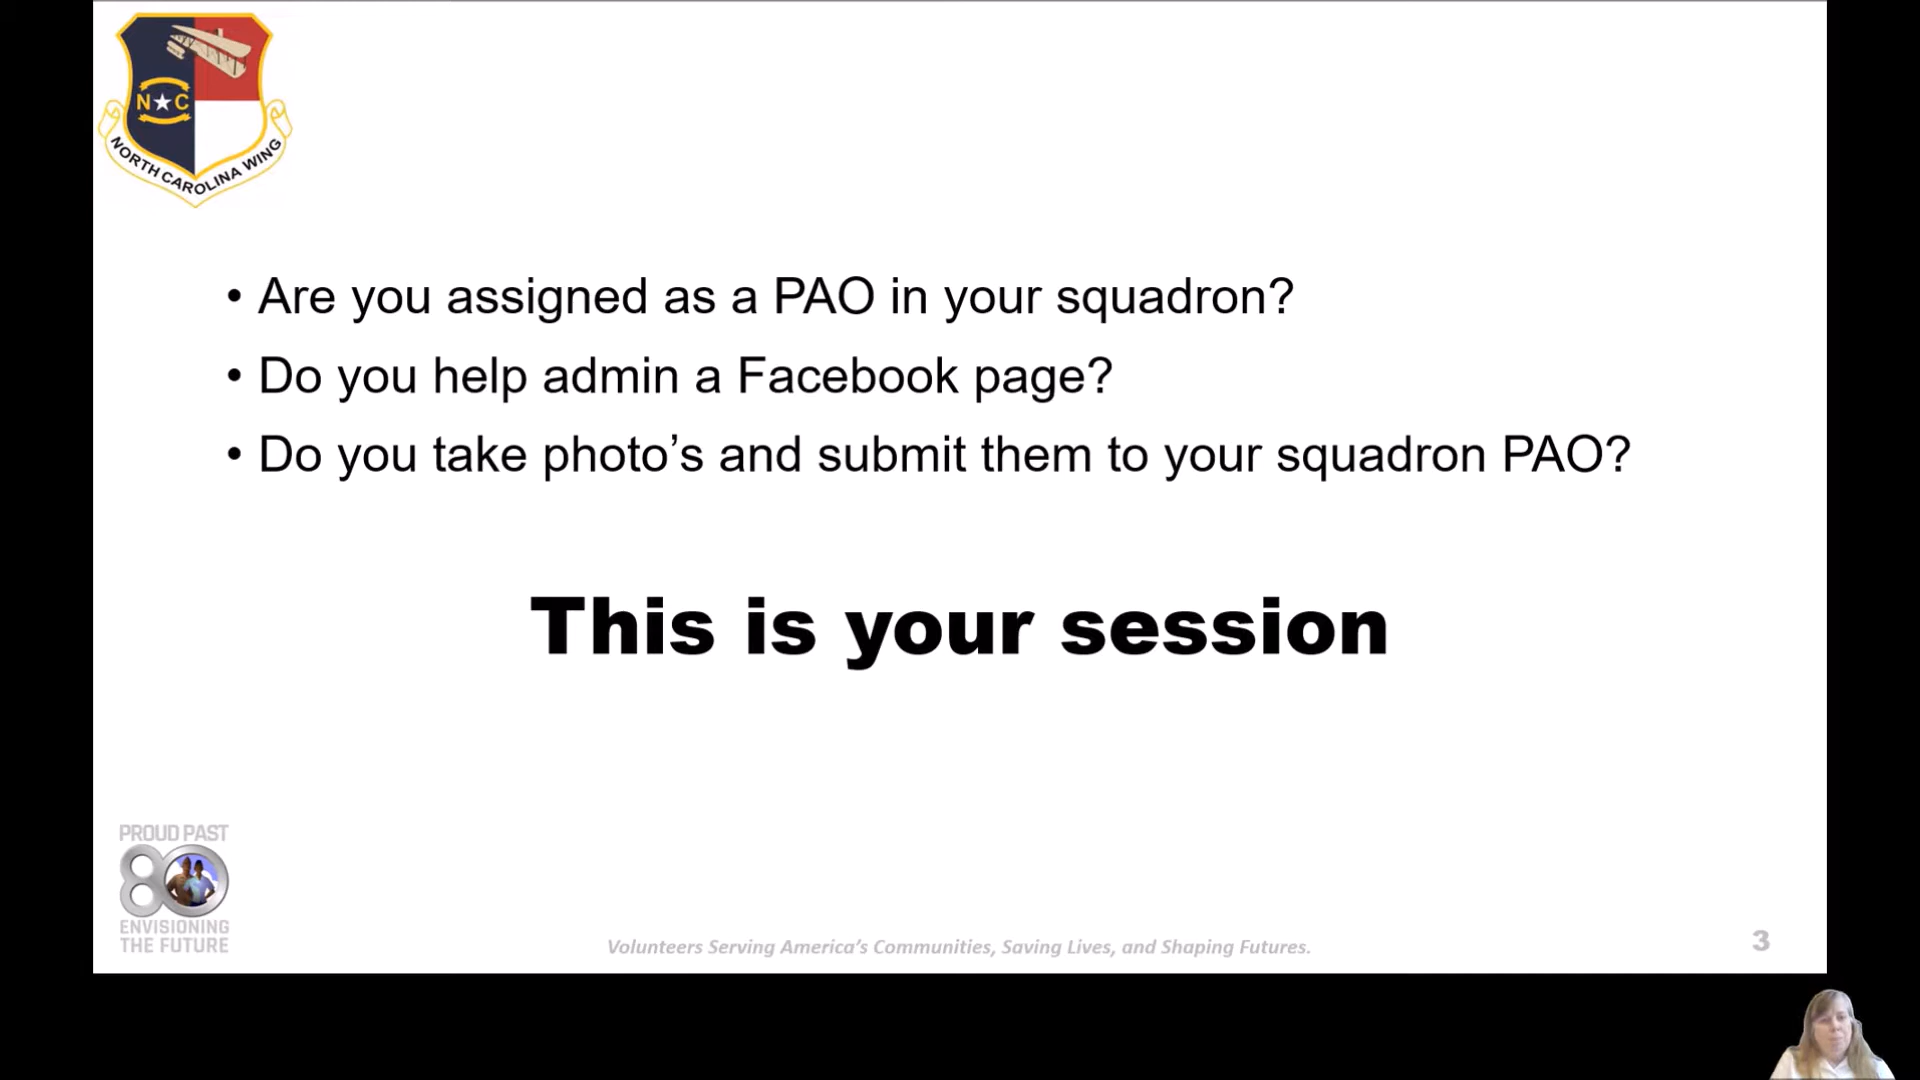 N★C
NORTH CAROLINA WING
• Are you assigned as a PAO in your squadron?
• Do you help admin a Facebook page?
• Do you take photo’s and submit them to your squadron PAO?
This is your session
PROUD PAST
80
ENVISIONING
THE FUTURE
Volunteers Serving America’s Communities, Saving Lives, and Shaping Futures.
3